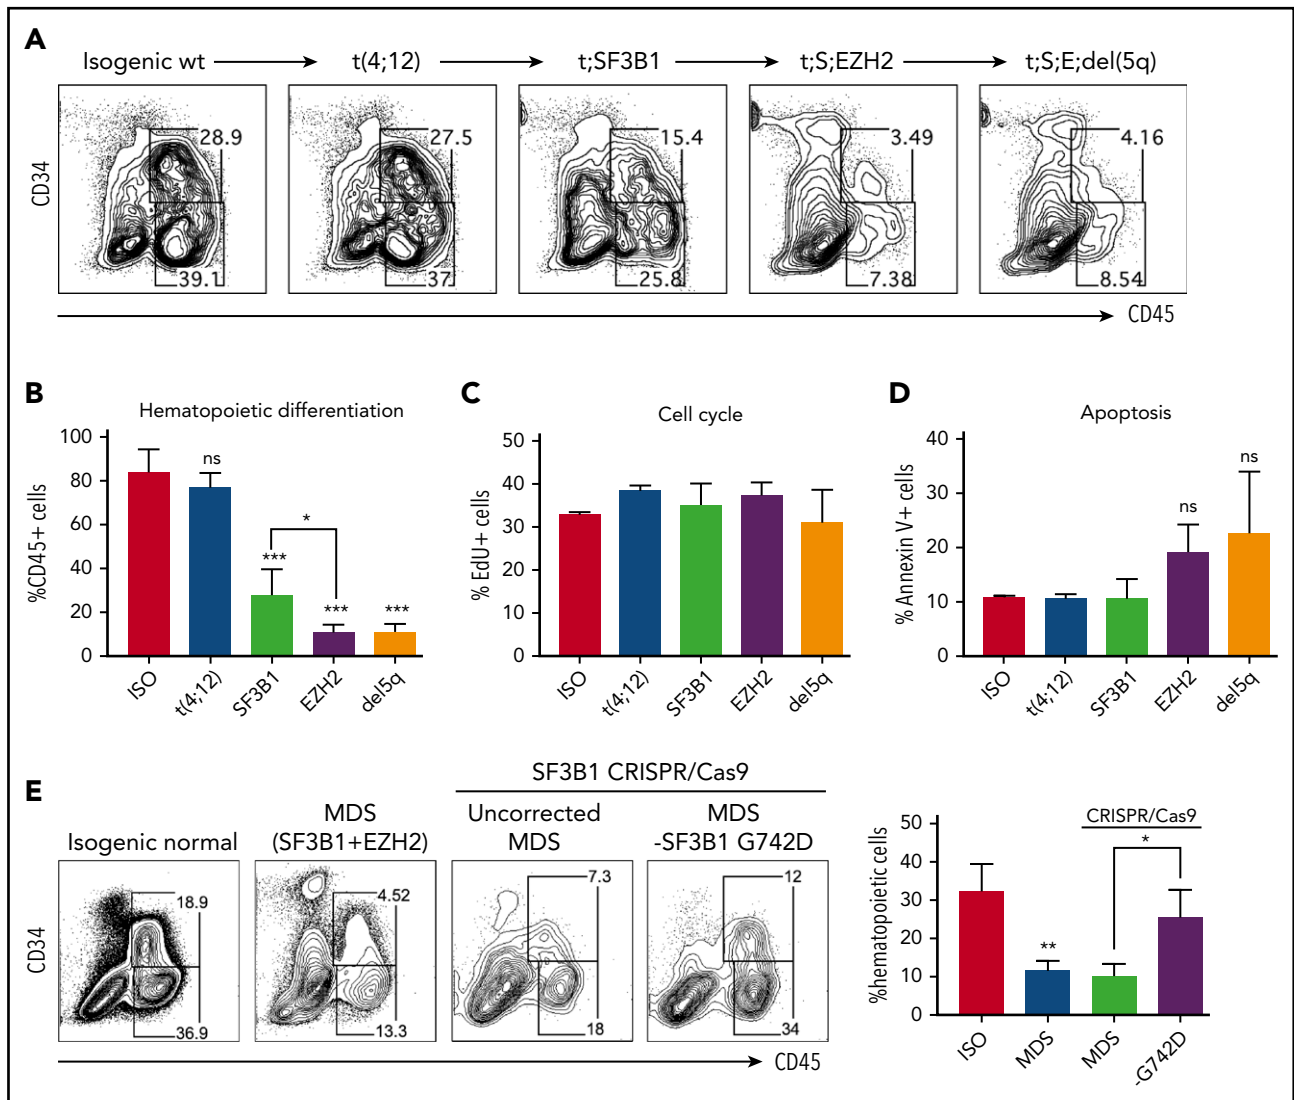 A
Isogenic wt
t(4;12)
t;SF3B1
t;S;EZH2
t;S;E;del(5q)
CD34
28.9
39.1
27.5
37
15.4
25.8
3.49
7.38
4.16
8.54
CD45
B
Hematopoietic differentiation
%CD45+ cells
100
80
60
40
20
0
ns
***
*
***
***
ISO
t(4;12)
SF3B1
EZH2
del5q
C
Cell cycle
% EdU+ cells
50
40
30
20
10
0
ISO
t(4;12)
SF3B1
EZH2
del5q
D
Apoptosis
% Annexin V+ cells
40
30
20
10
0
ns
ns
ISO
t(4;12)
SF3B1
EZH2
del5q
E
SF3B1 CRISPR/Cas9
Isogenic normal
MDS
(SF3B1+EZH2)
Uncorrected
MDS
MDS
-SF3B1 G742D
CD34
18.9
36.9
4.52
13.3
7.3
18
12
34
CD45
%hematopoietic cells
50
40
30
20
10
0
CRISPR/Cas9
*
**
ISO
MDS
MDS
-G742D